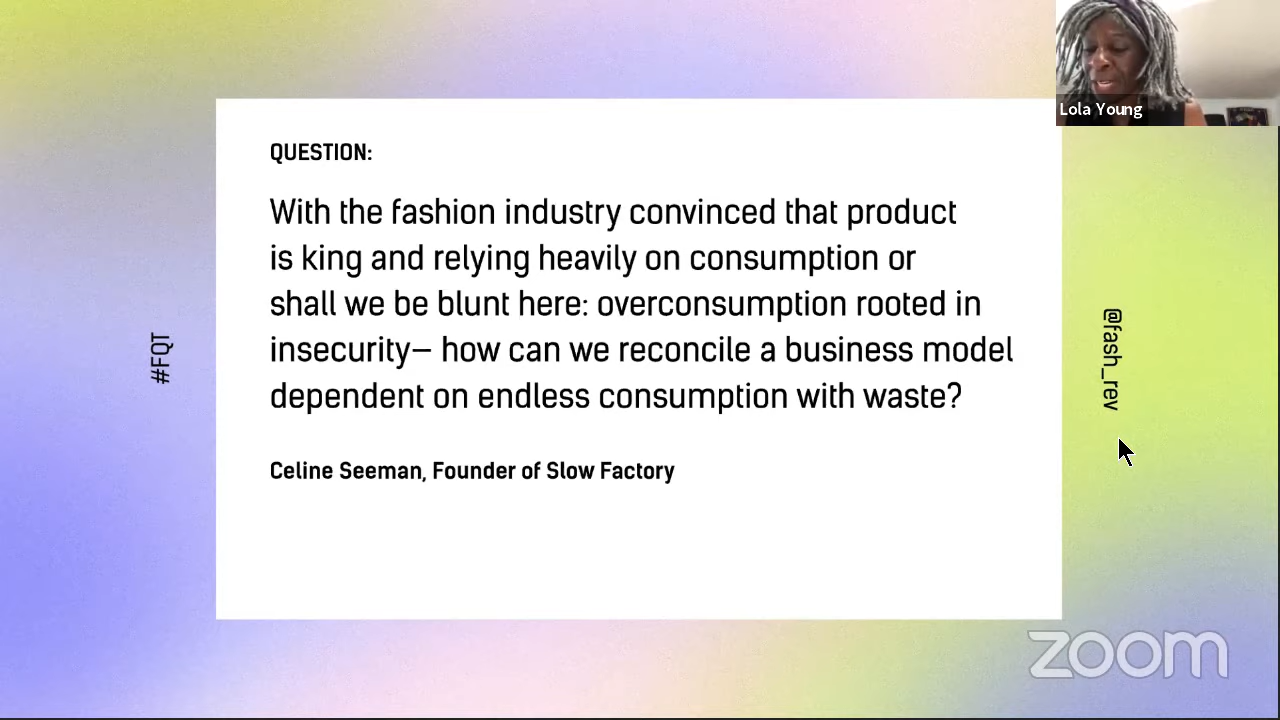 Lola Young
QUESTION:
With the fashion industry convinced that product
is king and relying heavily on consumption or
shall we be blunt here: overconsumption rooted in
insecurity— how can we reconcile a business model
dependent on endless consumption with waste?
Celine Seeman, Founder of Slow Factory
#FQT
@fash_rev
zoom